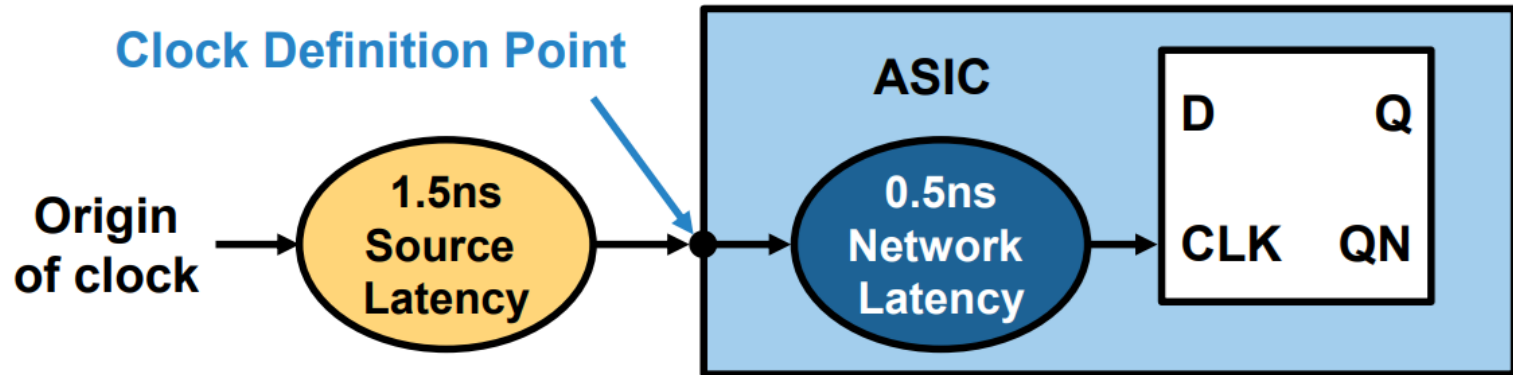 Clock Definition Point
ASIC
D Q
Origin
of clock
1.5ns
Source
Latency
0.5ns
Network
Latency
CLK QN